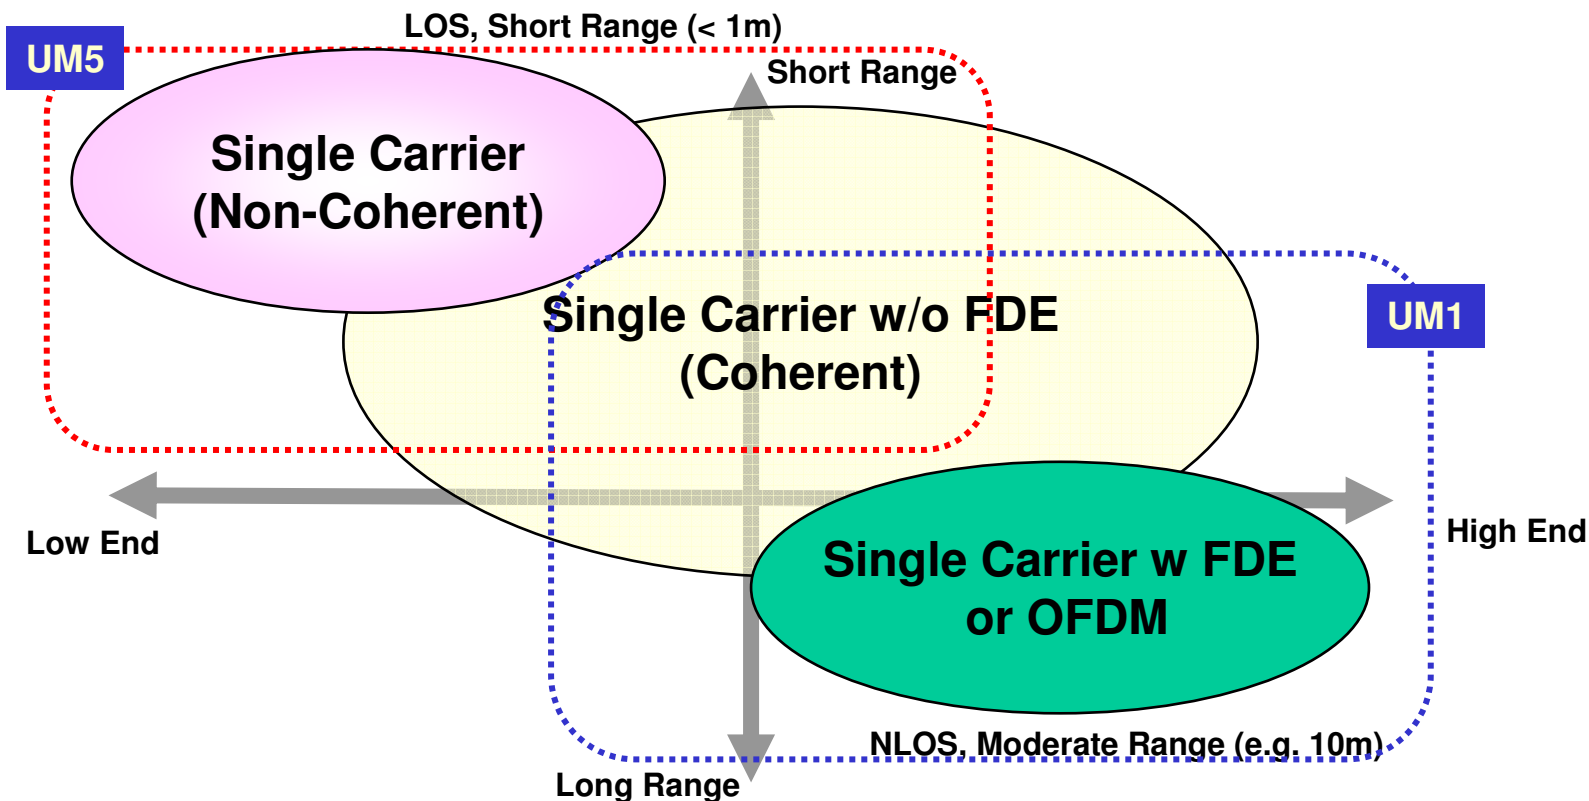 LOS, Short Range (< 1m)
UM5
Short Range
Single Carrier
(Non-Coherent)
Single Carrier w/o FDE
(Coherent)
UM1
Low End
High End
Single Carrier w FDE
or OFDM
NLOS, Moderate Range (e.g. 10m)
Long Range